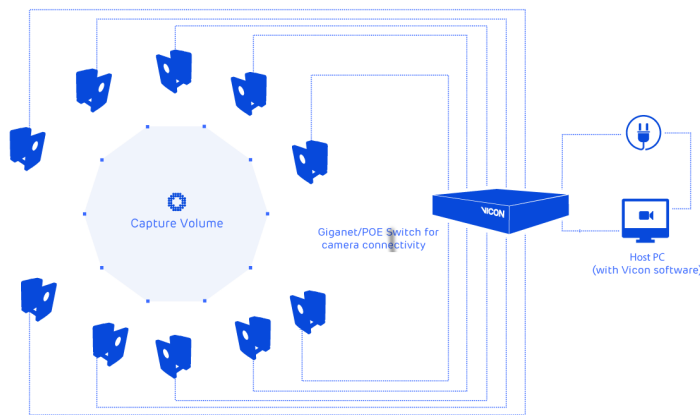 VICON
Capture Volume
Giganet/POE Switch for
camera connectivity
Host PC
(with Vicon software)